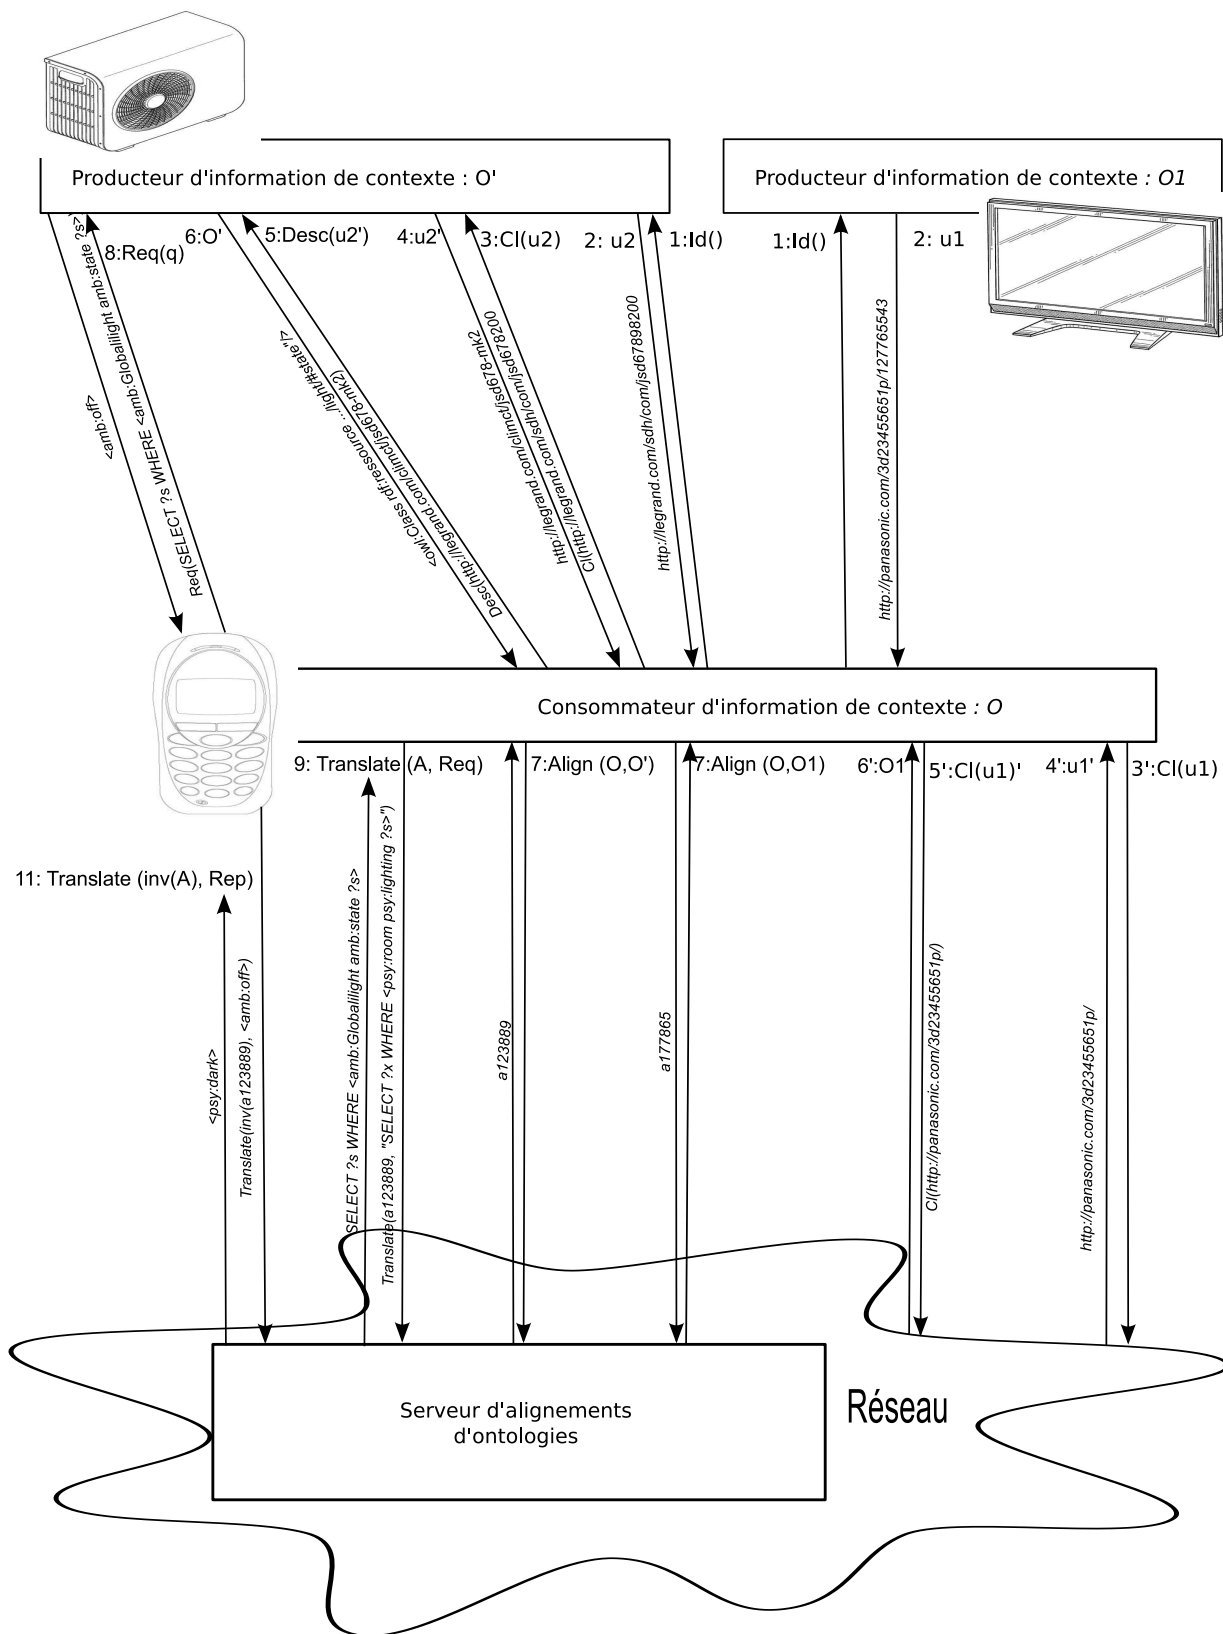 Producteur d'information de contexte : O'
Producteur d'information de contexte : O1
8:Req(q)
6:O'
5:Desc(u2')
4:u2'
3:Cl(u2)
2: u2
1:Id()
1:Id()
2: u1
<amb:off>
Req(SELECT ?s WHERE <amb:Globalilight amb:state ?s>)
<owl:Class rdf:ressource .../light/#state"/>
Desc(http://legrand.com/climct/jsd678-mk2)
http://legrand.com/climct/jsd678-mk2
Cl(http://legrand.com/sdh/com/jsd678200
http://legrand.com/sdh/com/jsd67898200
http://panasonic.com/3d23455651p/127765543
Consommateur d'information de contexte : O
9: Translate (A, Req)
7:Align (O,O')
7:Align (O,O1)
6':O1
5':Cl(u1)'
4':u1'
3':Cl(u1)
11: Translate (inv(A), Rep)
<psy:dark>
Translate(inv(a123889), <amb:off>)
SELECT ?s WHERE <amb:Globalilight amb:state ?s>
Translate(a123889, "SELECT ?x WHERE <psy:room psy:lighting ?s>")
a123889
a177865
Cl(http://panasonic.com/3d23455651p/)
http://panasonic.com/3d23455651p/
Serveur d'alignements
d'ontologies
Réseau